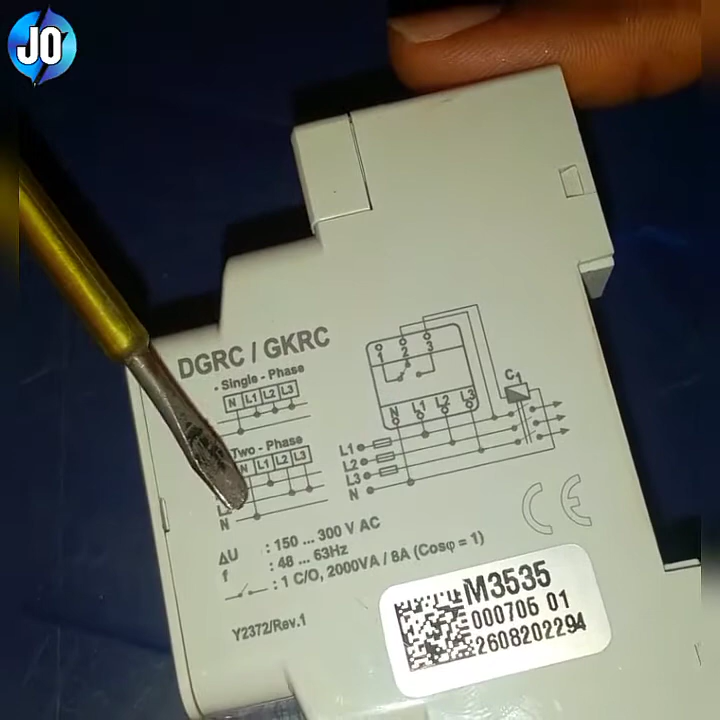 JO
DGRC / GKRC
Single - Phase
N L1 L2 L3
Two - Phase
N L1 L2 L3
N
1 2 3
N L1 L2 L3
C1
L1
L2
L3
N
ΔU : 150 ... 300 V AC
f : 48 ... 63Hz
: 1 C/O, 2000VA / 8A (Cosφ = 1)
Y2372/Rev.1
CE
M3535
000706 01
2608202294